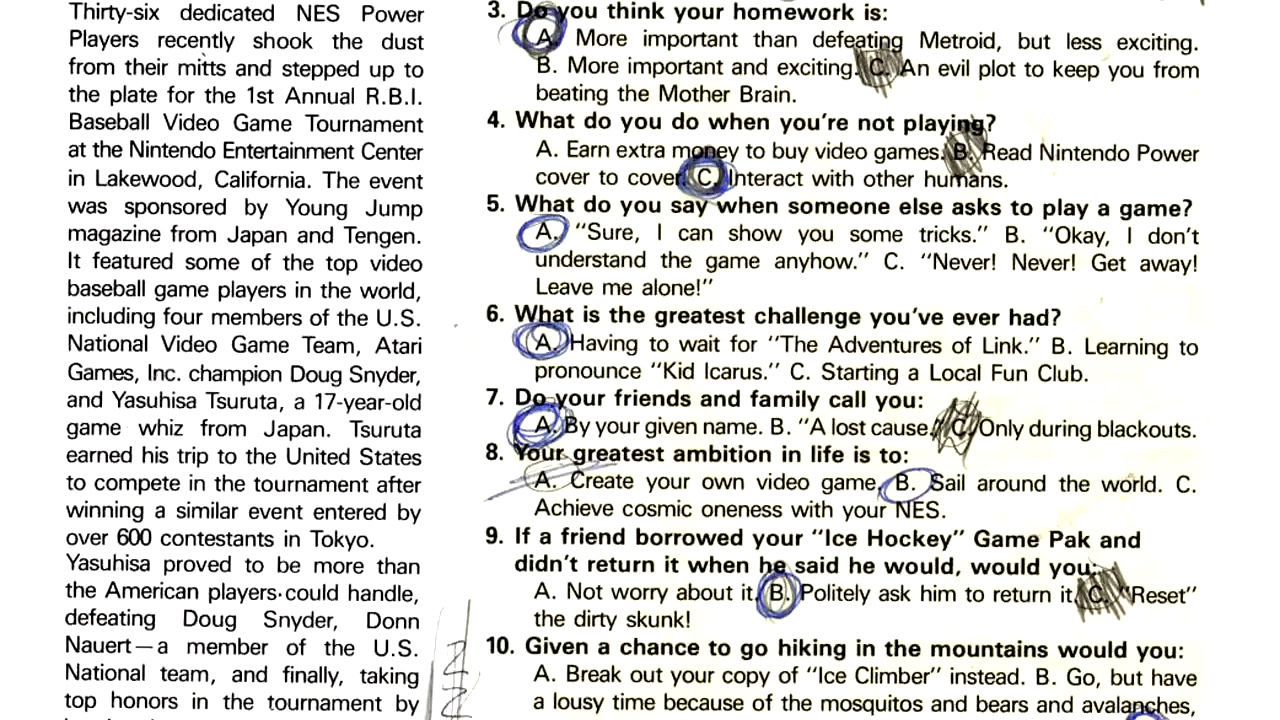 Thirty-six dedicated NES Power
Players recently shook the dust
from their mitts and stepped up to
the plate for the 1st Annual R.B.I.
Baseball Video Game Tournament
at the Nintendo Entertainment Center
in Lakewood, California. The event
was sponsored by Young Jump
magazine from Japan and Tengen.
It featured some of the top video
baseball game players in the world,
including four members of the U.S.
National Video Game Team, Atari
Games, Inc. champion Doug Snyder,
and Yasuhisa Tsuruta, a 17-year-old
game whiz from Japan. Tsuruta
earned his trip to the United States
to compete in the tournament after
winning a similar event entered by
over 600 contestants in Tokyo.
Yasuhisa proved to be more than
the American players could handle,
defeating Doug Snyder, Donn
Nauert—a member of the U.S.
National team, and finally, taking
top honors in the tournament by
3. Do you think your homework is:
A. More important than defeating Metroid, but less exciting.
B. More important and exciting. C. An evil plot to keep you from
beating the Mother Brain.
4. What do you do when you're not playing?
A. Earn extra money to buy video games. B. Read Nintendo Power
cover to cover. C. Interact with other humans.
5. What do you say when someone else asks to play a game?
A. "Sure, I can show you some tricks." B. "Okay, I don't
understand the game anyhow." C. "Never! Never! Get away!
Leave me alone!"
6. What is the greatest challenge you've ever had?
A. Having to wait for "The Adventures of Link." B. Learning to
pronounce "Kid Icarus." C. Starting a Local Fun Club.
7. Do your friends and family call you:
A. By your given name. B. "A lost cause." C. Only during blackouts.
8. Your greatest ambition in life is to:
A. Create your own video game. B. Sail around the world. C.
Achieve cosmic oneness with your NES.
9. If a friend borrowed your "Ice Hockey" Game Pak and
didn't return it when he said he would, would you:
A. Not worry about it. B. Politely ask him to return it. C. "Reset"
the dirty skunk!
10. Given a chance to go hiking in the mountains would you:
A. Break out your copy of "Ice Climber" instead. B. Go, but have
a lousy time because of the mosquitos and bears and avalanches,